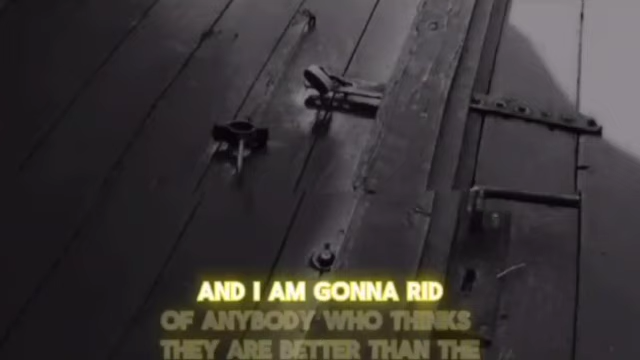 AND I AM GONNA RID
OF ANYBODY WHO THINKS
THEY ARE BETTER THAN THE